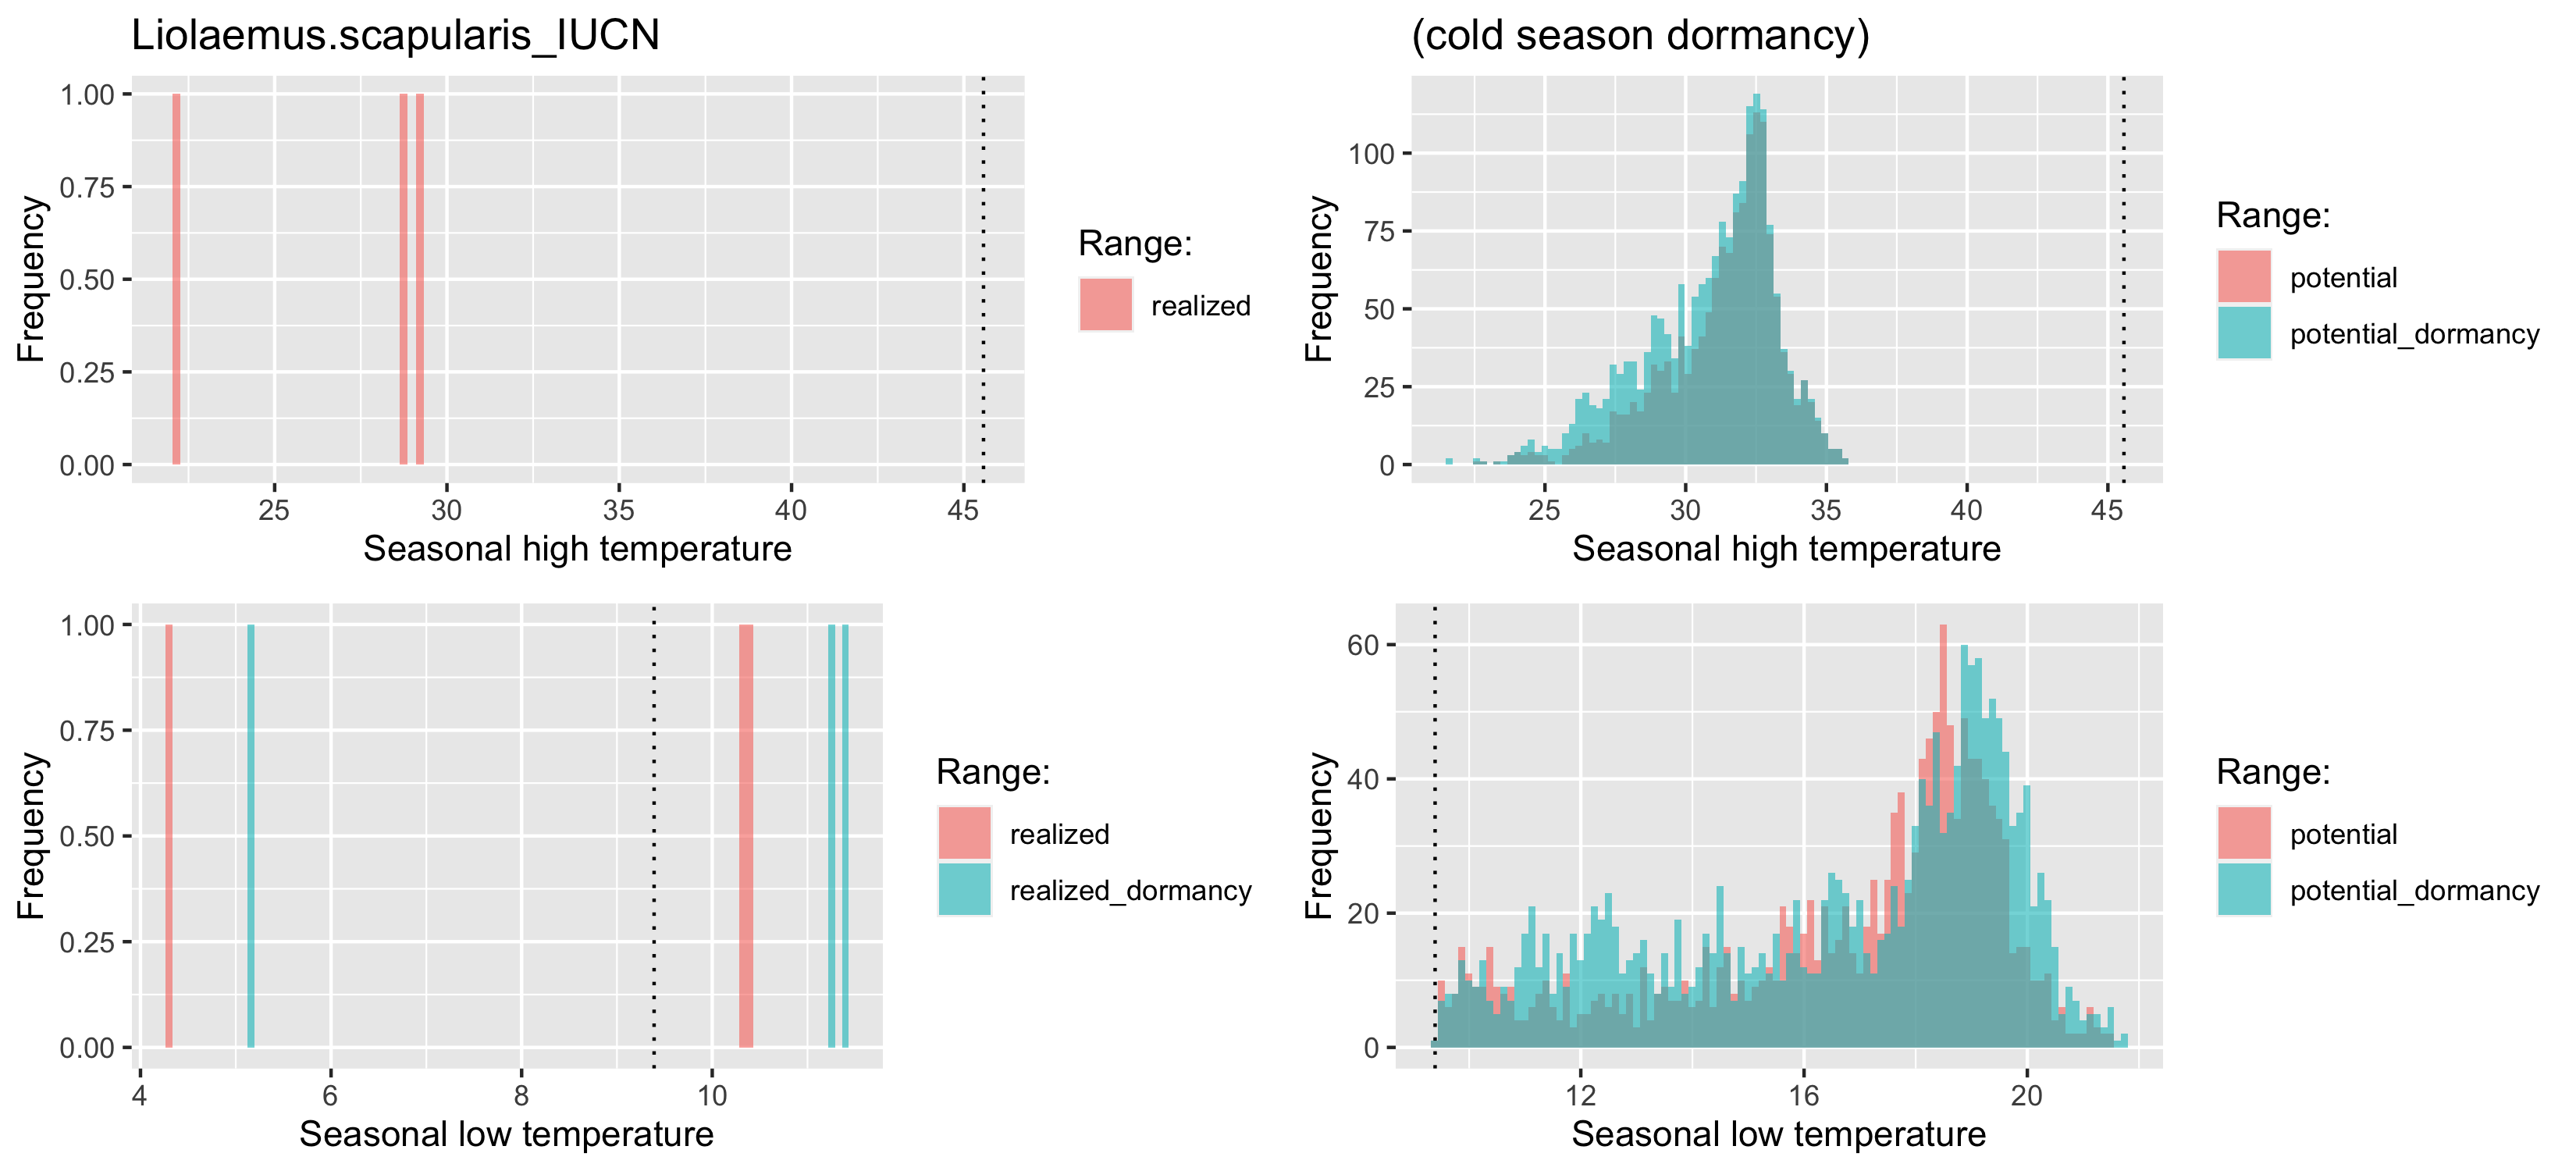 Liolaemus.scapularis_IUCN
Frequency
1.00
0.75
0.50
0.25
0.00
25 30 35 40 45
Seasonal high temperature
Range:
realized
(cold season dormancy)
Frequency
100
75
50
25
0
25 30 35 40 45
Seasonal high temperature
Range:
potential
potential_dormancy
Frequency
1.00
0.75
0.50
0.25
0.00
4 6 8 10
Seasonal low temperature
Range:
realized
realized_dormancy
Frequency
60
40
20
0
12 16 20
Seasonal low temperature
Range:
potential
potential_dormancy